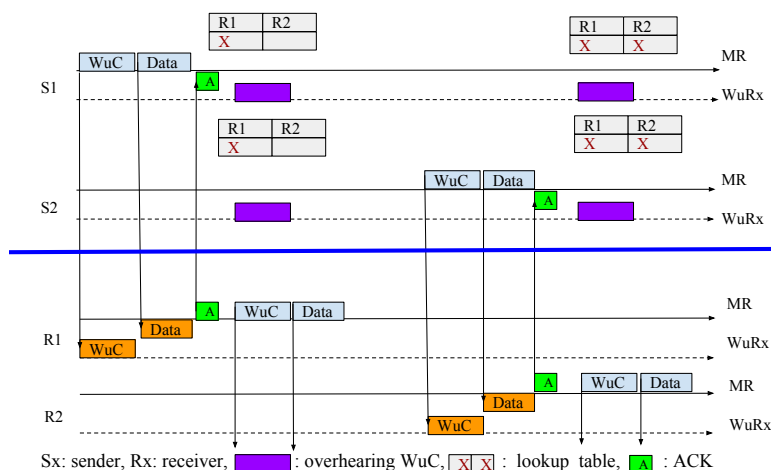 R1 R2 R1 R2
X X X
WuC Data MR
S1 A WuRx
R1 R2 R1 R2
X X X
WuC Data MR
S2 A WuRx
A WuC Data MR
R1 Data WuRx
WuC
A WuC Data MR
R2 Data WuRx
WuC
Sx: sender, Rx: receiver, : overhearing WuC, X X : lookup table, A : ACK